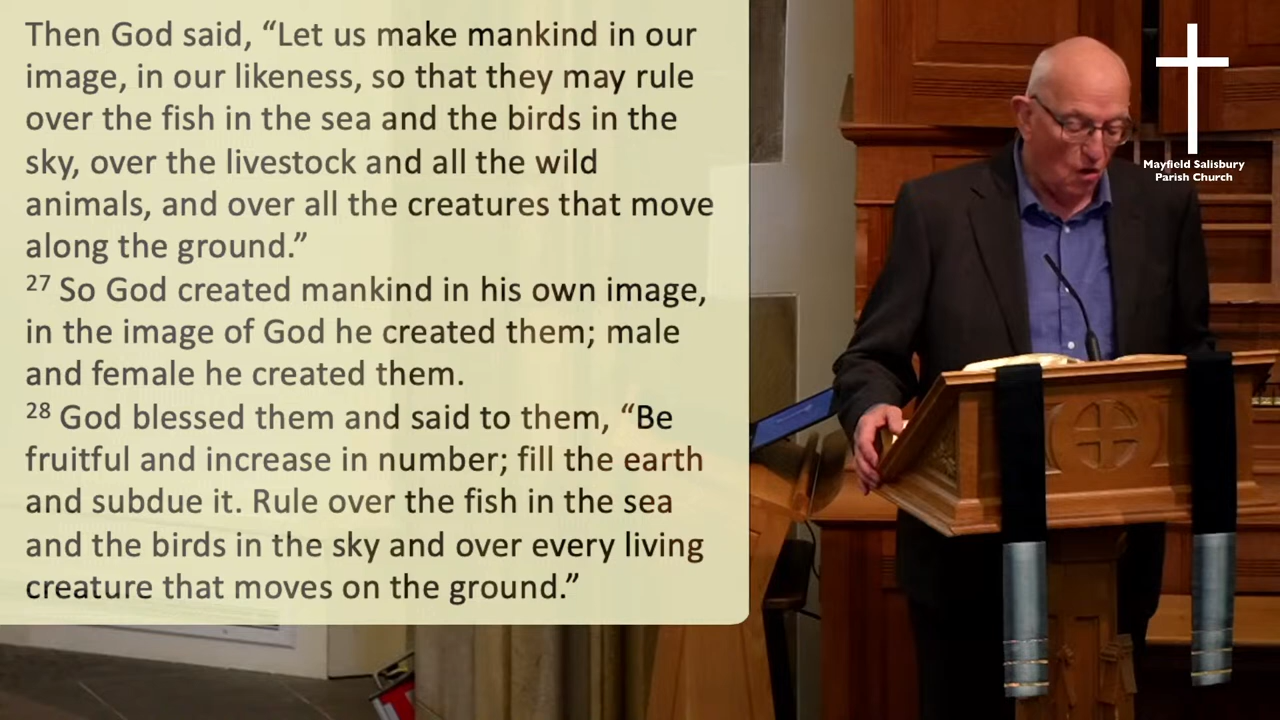 Then God said, “Let us make mankind in our
image, in our likeness, so that they may rule
over the fish in the sea and the birds in the
sky, over the livestock and all the wild
animals, and over all the creatures that move
along the ground.”
27 So God created mankind in his own image,
in the image of God he created them; male
and female he created them.
28 God blessed them and said to them, “Be
fruitful and increase in number; fill the earth
and subdue it. Rule over the fish in the sea
and the birds in the sky and over every living
creature that moves on the ground.”
Mayfield Salisbury
Parish Church